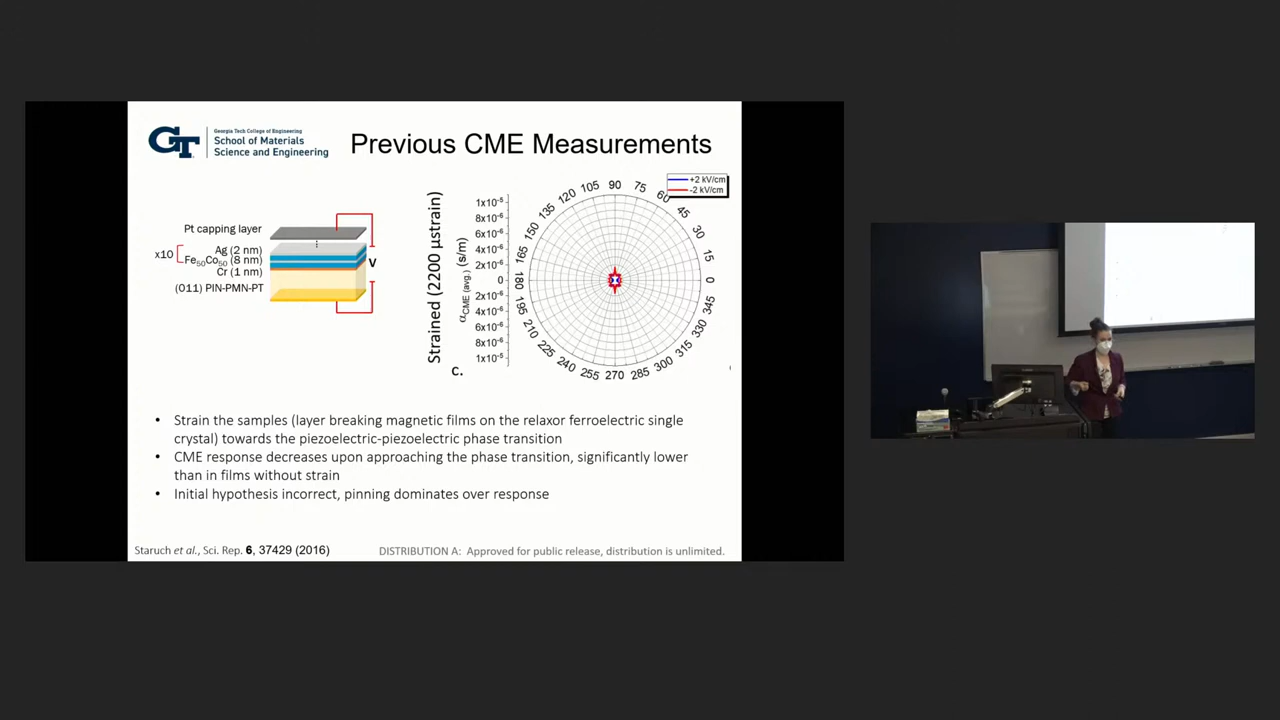 Georgia Tech College of Engineering
School of Materials
Science and Engineering
GT
Previous CME Measurements
Pt capping layer
x10
Ag (2 nm)
Fe50Co50 (8 nm)
Cr (1 nm)
(011) PIN-PMN-PT
V
Strained (2200 µstrain)
αCME (avg.) (s/m)
1x10-5
8x10-6
6x10-6
4x10-6
2x10-6
0
2x10-6
4x10-6
6x10-6
8x10-6
1x10-5
0
15
30
45
60
75
90
105
120
135
150
165
180
195
210
225
240
255
270
285
300
315
330
345
+2 kV/cm
-2 kV/cm
c.
• Strain the samples (layer breaking magnetic films on the relaxor ferroelectric single
crystal) towards the piezoelectric-piezoelectric phase transition
• CME response decreases upon approaching the phase transition, significantly lower
than in films without strain
• Initial hypothesis incorrect, pinning dominates over response
Staruch et al., Sci. Rep. 6, 37429 (2016)
DISTRIBUTION A: Approved for public release, distribution is unlimited.